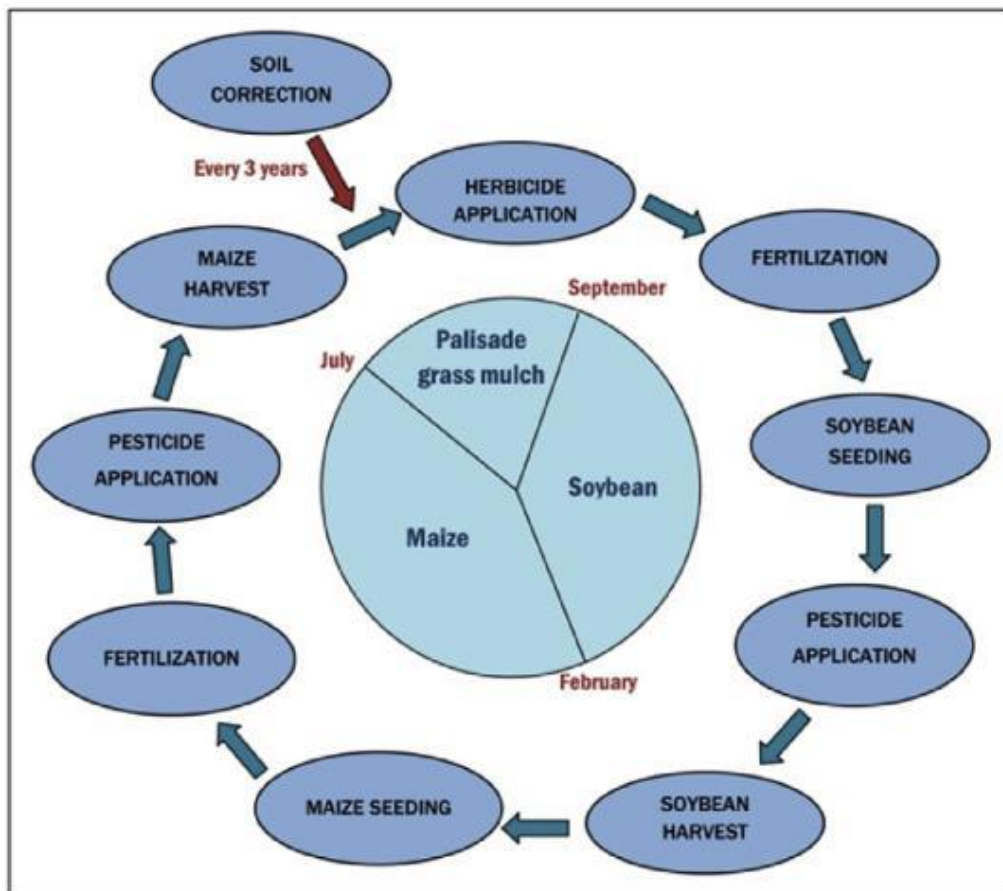 SOIL
CORRECTION
Every 3 years
HERBICIDE
APPLICATION
FERTILIZATION
SOYBEAN
SEEDING
PESTICIDE
APPLICATION
SOYBEAN
HARVEST
MAIZE SEEDING
FERTILIZATION
PESTICIDE
APPLICATION
MAIZE
HARVEST
September
July
February
Palisade
grass mulch
Soybean
Maize